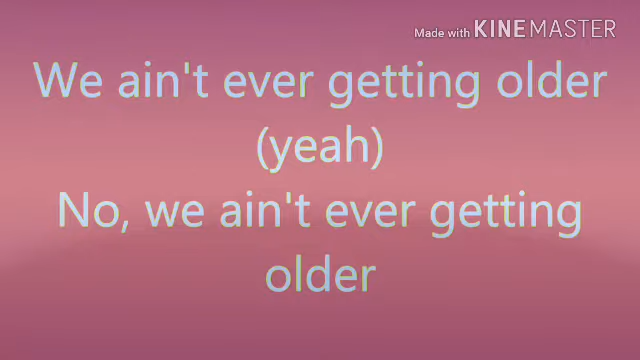 Made with KINEMASTER
We ain't ever getting older
(yeah)
No, we ain't ever getting
older